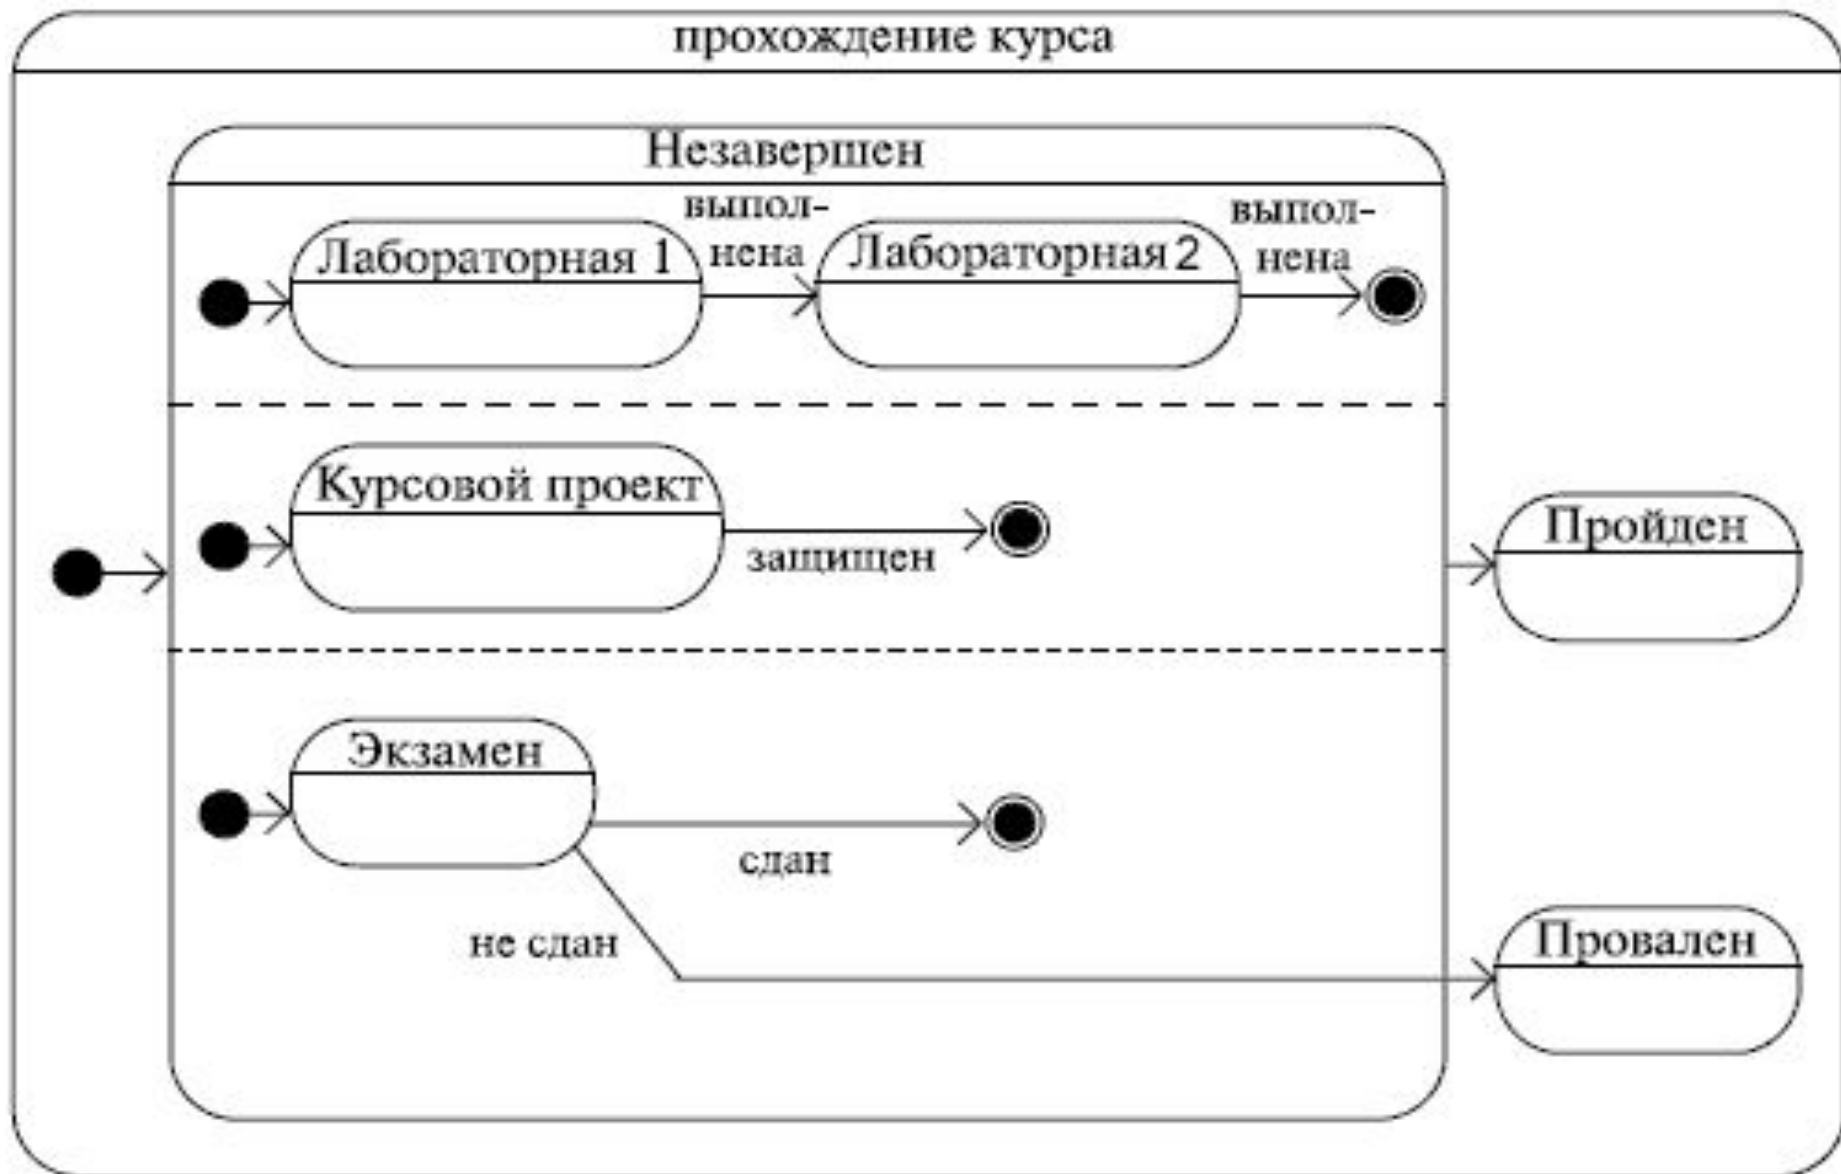 прохождение курса
Незавершен
выпол-
нена
выпол-
нена
Лабораторная 1
Лабораторная 2
Курсовой проект
защищен
Пройден
Экзамен
сдан
не сдан
Провален